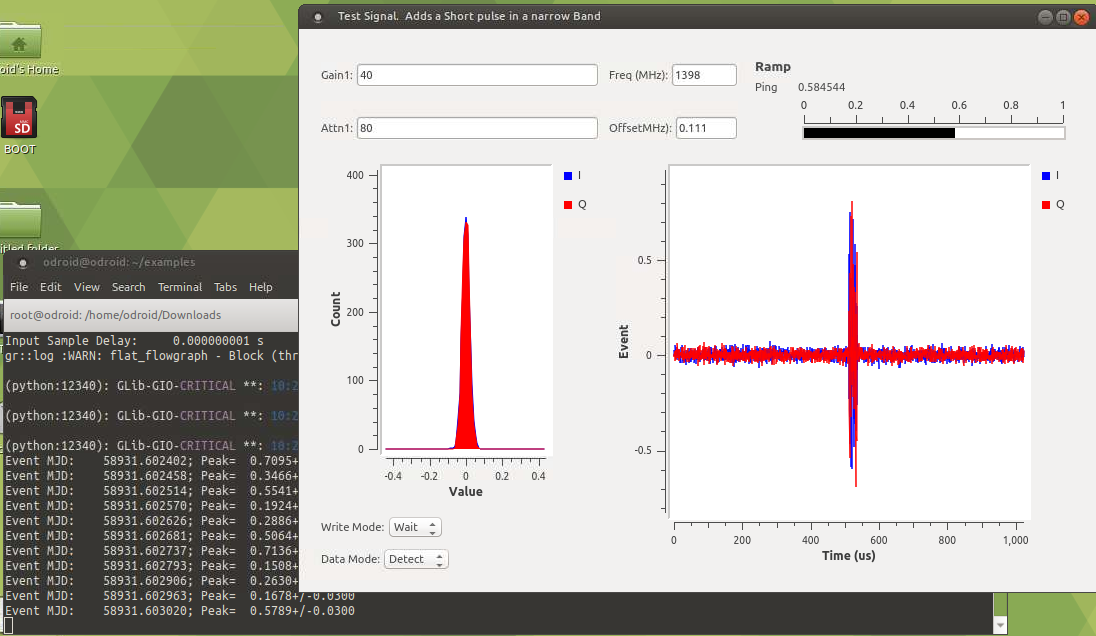 Test Signal. Adds a Short pulse in a narrow Band
oid's Home
SD
BOOT
Gain1: 40
Freq (MHz): 1398
Ramp
Ping 0.584544
0 0.2 0.4 0.6 0.8 1
Attn1: 80
OffsetMHz): 0.111
400
300
200
100
0
Count
-0.4 -0.2 0 0.2 0.4
Value
I
Q
0.5
0
-0.5
Event
0 200 400 600 800 1,000
Time (us)
I
Q
Write Mode: Wait
Data Mode: Detect
itled folder
odroid@odroid: ~/examples
File Edit View Search Terminal Tabs Help
root@odroid: /home/odroid/Downloads
Input Sample Delay: 0.000000001 s
gr::log :WARN: flat_flowgraph - Block (thr
(python:12340): GLib-GIO-CRITICAL **: 10:2
(python:12340): GLib-GIO-CRITICAL **: 10:2
(python:12340): GLib-GIO-CRITICAL **: 10:2
Event MJD: 58931.602402; Peak= 0.7095+
Event MJD: 58931.602458; Peak= 0.3466+
Event MJD: 58931.602514; Peak= 0.5541+
Event MJD: 58931.602570; Peak= 0.1924+
Event MJD: 58931.602626; Peak= 0.2886+
Event MJD: 58931.602681; Peak= 0.5064+
Event MJD: 58931.602737; Peak= 0.7136+
Event MJD: 58931.602793; Peak= 0.1508+
Event MJD: 58931.602906; Peak= 0.2630+
Event MJD: 58931.602963; Peak= 0.1678+/-0.0300
Event MJD: 58931.603020; Peak= 0.5789+/-0.0300